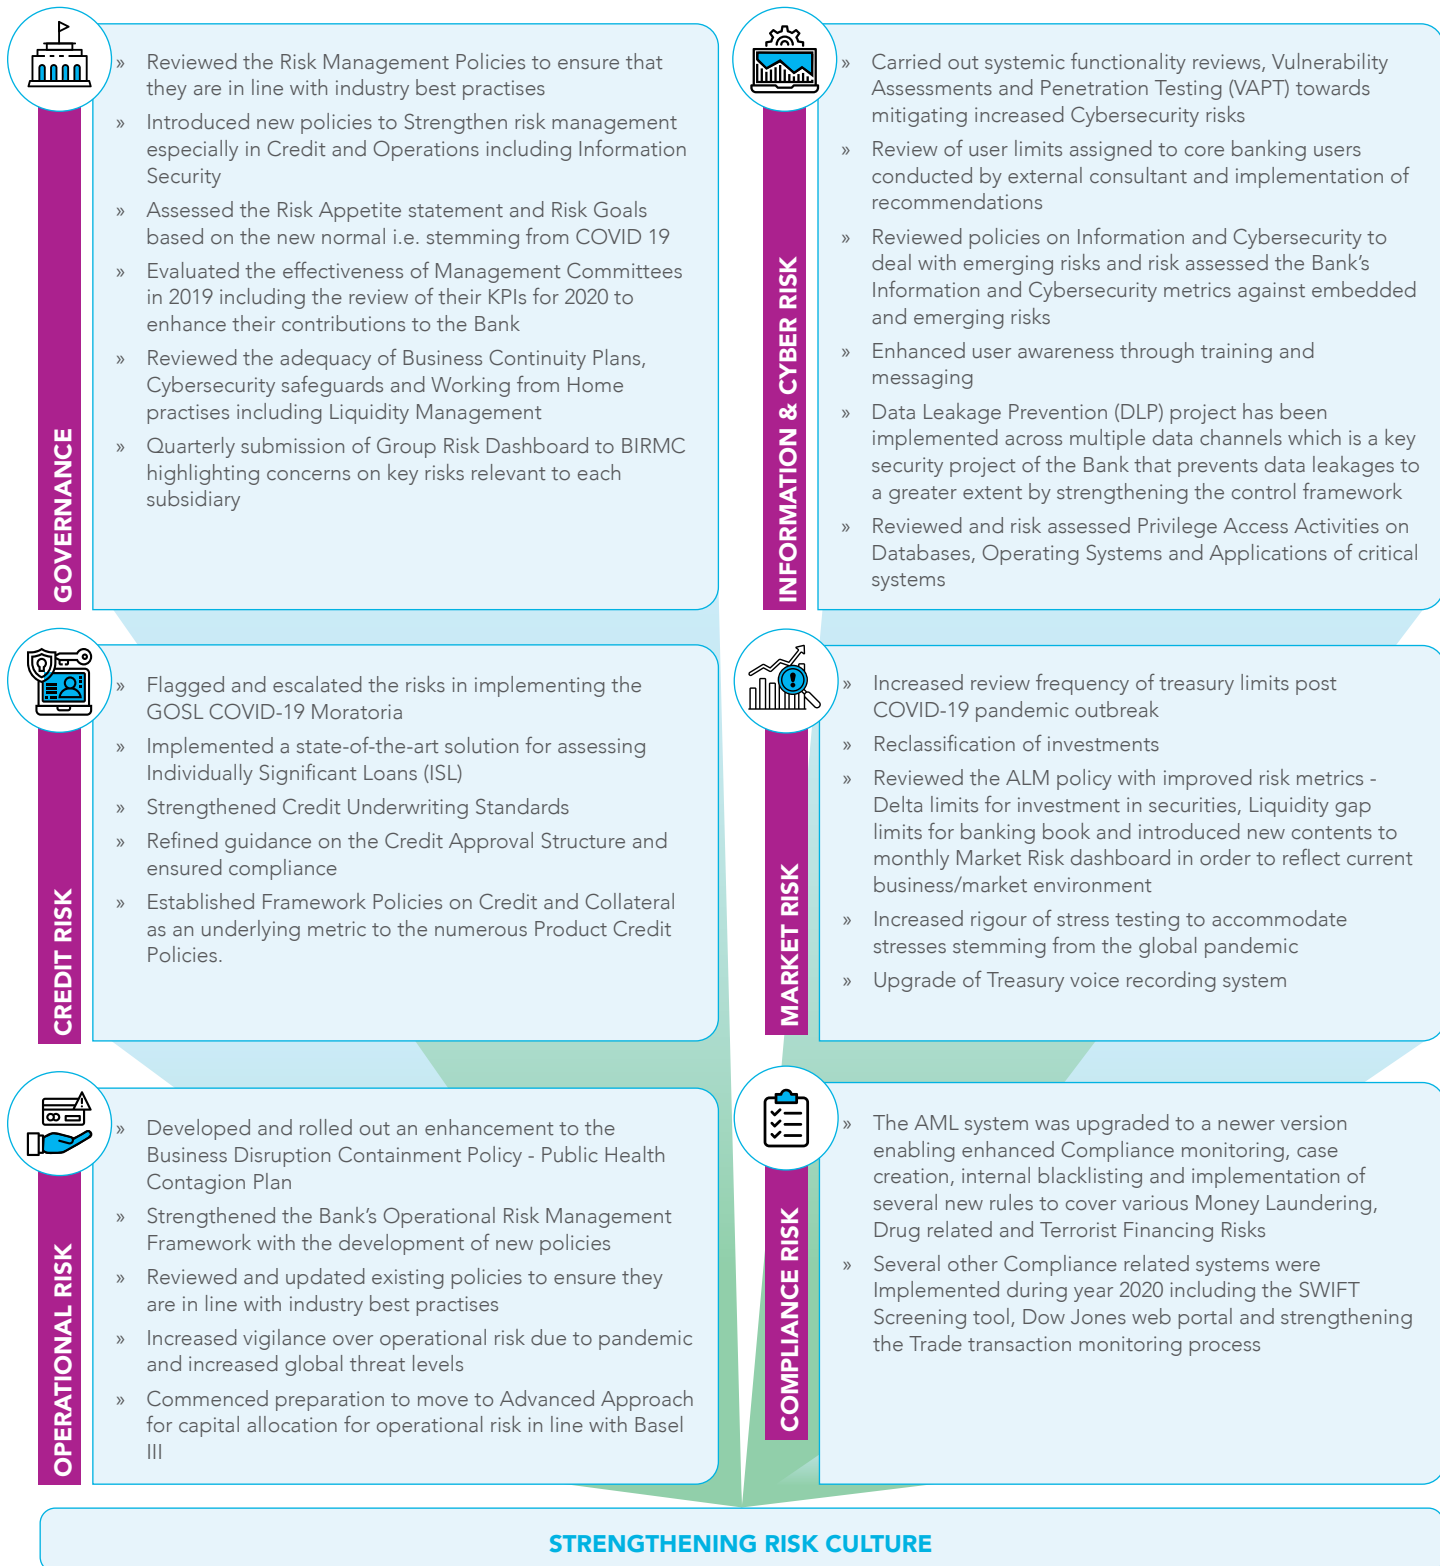 GOVERNANCE
» Reviewed the Risk Management Policies to ensure that
they are in line with industry best practises
» Introduced new policies to Strengthen risk management
especially in Credit and Operations including Information
Security
» Assessed the Risk Appetite statement and Risk Goals
based on the new normal i.e. stemming from COVID 19
» Evaluated the effectiveness of Management Committees
in 2019 including the review of their KPIs for 2020 to
enhance their contributions to the Bank
» Reviewed the adequacy of Business Continuity Plans,
Cybersecurity safeguards and Working from Home
practises including Liquidity Management
» Quarterly submission of Group Risk Dashboard to BIRMC
highlighting concerns on key risks relevant to each
subsidiary
INFORMATION & CYBER RISK
» Carried out systemic functionality reviews, Vulnerability
Assessments and Penetration Testing (VAPT) towards
mitigating increased Cybersecurity risks
» Review of user limits assigned to core banking users
conducted by external consultant and implementation of
recommendations
» Reviewed policies on Information and Cybersecurity to
deal with emerging risks and risk assessed the Bank's
Information and Cybersecurity metrics against embedded
and emerging risks
» Enhanced user awareness through training and
messaging
» Data Leakage Prevention (DLP) project has been
implemented across multiple data channels which is a key
security project of the Bank that prevents data leakages to
a greater extent by strengthening the control framework
» Reviewed and risk assessed Privilege Access Activities on
Databases, Operating Systems and Applications of critical
systems
CREDIT RISK
» Flagged and escalated the risks in implementing the
GOSL COVID-19 Moratoria
» Implemented a state-of-the-art solution for assessing
Individually Significant Loans (ISL)
» Strengthened Credit Underwriting Standards
» Refined guidance on the Credit Approval Structure and
ensured compliance
» Established Framework Policies on Credit and Collateral
as an underlying metric to the numerous Product Credit
Policies.
MARKET RISK
» Increased review frequency of treasury limits post
COVID-19 pandemic outbreak
» Reclassification of investments
» Reviewed the ALM policy with improved risk metrics -
Delta limits for investment in securities, Liquidity gap
limits for banking book and introduced new contents to
monthly Market Risk dashboard in order to reflect current
business/market environment
» Increased rigour of stress testing to accommodate
stresses stemming from the global pandemic
» Upgrade of Treasury voice recording system
OPERATIONAL RISK
» Developed and rolled out an enhancement to the
Business Disruption Containment Policy - Public Health
Contagion Plan
» Strengthened the Bank's Operational Risk Management
Framework with the development of new policies
» Reviewed and updated existing policies to ensure they
are in line with industry best practises
» Increased vigilance over operational risk due to pandemic
and increased global threat levels
» Commenced preparation to move to Advanced Approach
for capital allocation for operational risk in line with Basel
III
COMPLIANCE RISK
» The AML system was upgraded to a newer version
enabling enhanced Compliance monitoring, case
creation, internal blacklisting and implementation of
several new rules to cover various Money Laundering,
Drug related and Terrorist Financing Risks
» Several other Compliance related systems were
Implemented during year 2020 including the SWIFT
Screening tool, Dow Jones web portal and strengthening
the Trade transaction monitoring process
STRENGTHENING RISK CULTURE